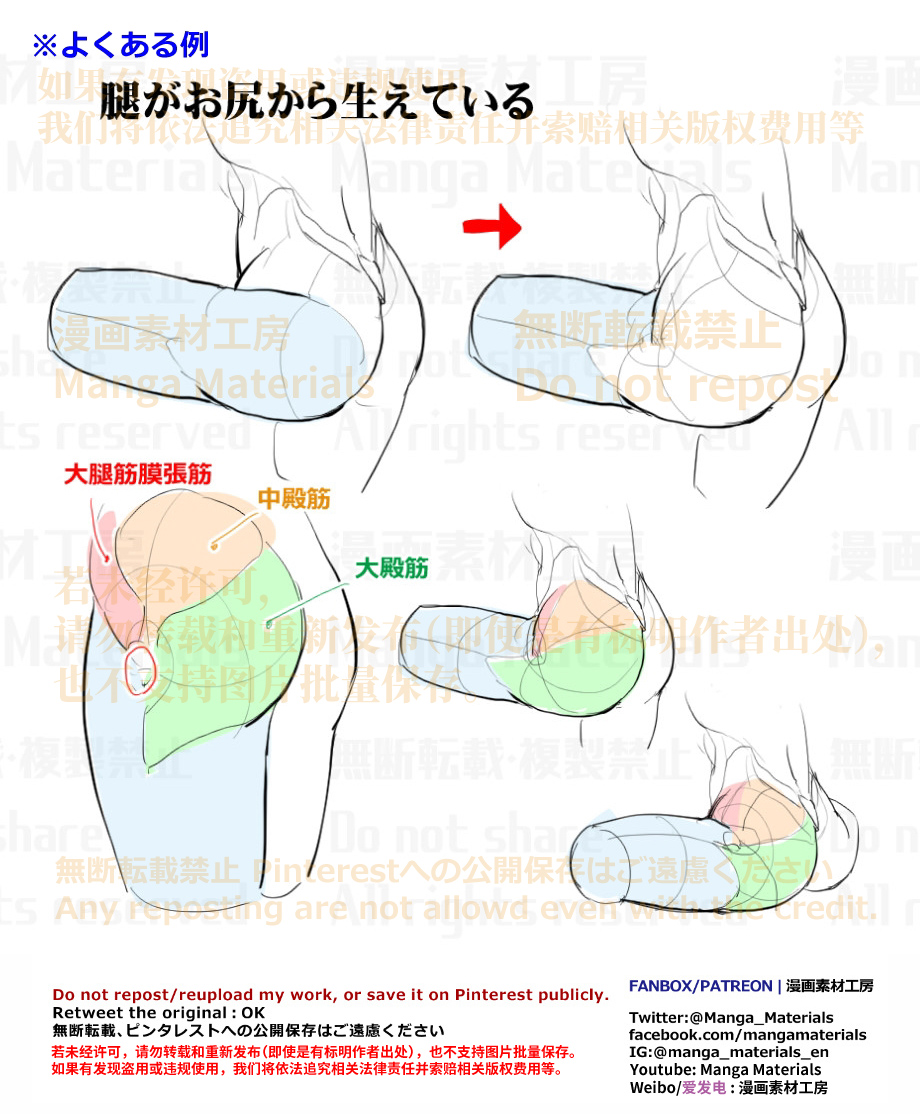 ※よくある例
如果有发现盗用或违规使用
腿がお尻から生えている
我们将依法追究相关法律责任并索赔相关版权费用等
漫画素材工房
Manga Materials
無断転載・複製禁止
無断転載禁止
漫画素材工房
Do not share
Manga Materials
Do not repost
All rights reserved
大腿筋膜張筋
中殿筋
大殿筋
漫画素材工房
若未经许可,
请勿转载和重新发布(即使是有标明作者出处),
也不支持图片批量保存。
無断転載・複製禁止
Do not share
無断転載禁止 Pinterestへの公開保存はご遠慮ください
All rights reserved
Any reposting are not allowd even with the credit.
Do not repost/reupload my work, or save it on Pinterest publicly.
Retweet the original : OK
無断転載、ピンタレストへの公開保存はご遠慮ください
若未经许可，请勿转载和重新发布(即使是有标明作者出处)，也不支持图片批量保存。
如果有发现盗用或违规使用，我们将依法追究相关法律责任并索赔相关版权费用等。
FANBOX/PATREON | 漫画素材工房
Twitter:@Manga_Materials
facebook.com/mangamaterials
IG:@manga_materials_en
Youtube: Manga Materials
Weibo/爱发电 : 漫画素材工房